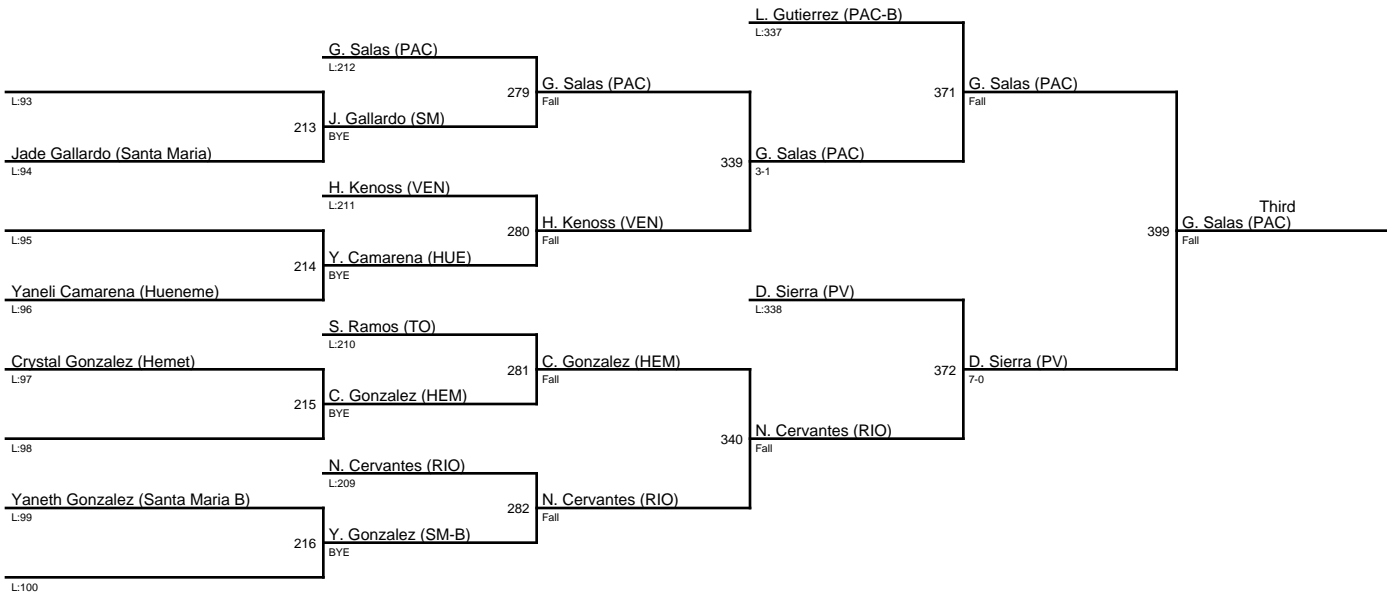 L. Gutierrez (PAC-B)
L:337
G. Salas (PAC)
L:212
279
G. Salas (PAC)
Fall
371
G. Salas (PAC)
Fall
L:93
213
J. Gallardo (SM)
BYE
Jade Gallardo (Santa Maria)
L:94
339
G. Salas (PAC)
3-1
H. Kenoss (VEN)
L:211
280
H. Kenoss (VEN)
Fall
Third
399
G. Salas (PAC)
Fall
L:95
214
Y. Camarena (HUE)
BYE
Yaneli Camarena (Hueneme)
L:96
D. Sierra (PV)
L:338
S. Ramos (TO)
L:210
281
C. Gonzalez (HEM)
Fall
372
D. Sierra (PV)
7-0
Crystal Gonzalez (Hemet)
L:97
215
C. Gonzalez (HEM)
BYE
L:98
340
N. Cervantes (RIO)
Fall
N. Cervantes (RIO)
L:209
282
N. Cervantes (RIO)
Fall
Yaneth Gonzalez (Santa Maria B)
L:99
216
Y. Gonzalez (SM-B)
BYE
L:100